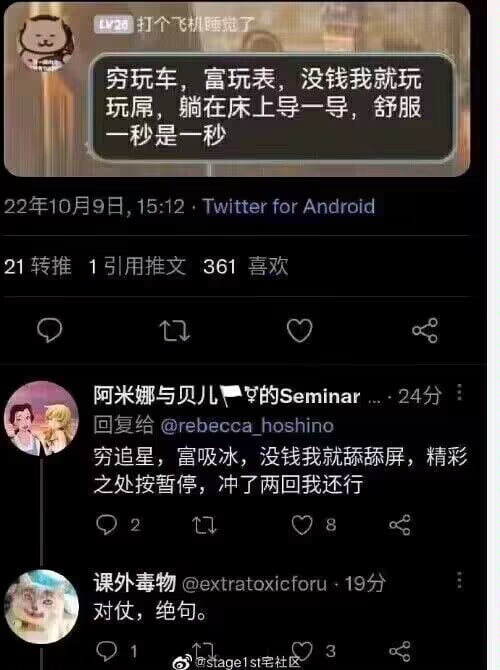 LV28 打个飞机睡觉了
穷玩车，富玩表，没钱我就玩
玩屌，躺在床上导一导，舒服
一秒是一秒
22年10月9日, 15:12 · Twitter for Android
21 转推 1 引用推文 361 喜欢
阿米娜与贝儿🏳⚧的Seminar ... · 24分
回复给 @rebecca_hoshino
穷追星，富吸冰，没钱我就舔舔屏，精彩
之处按暂停，冲了两回我还行
2 8
课外毒物 @extratoxicforu · 19分
对仗，绝句。
1 3
@stage1st宅社区